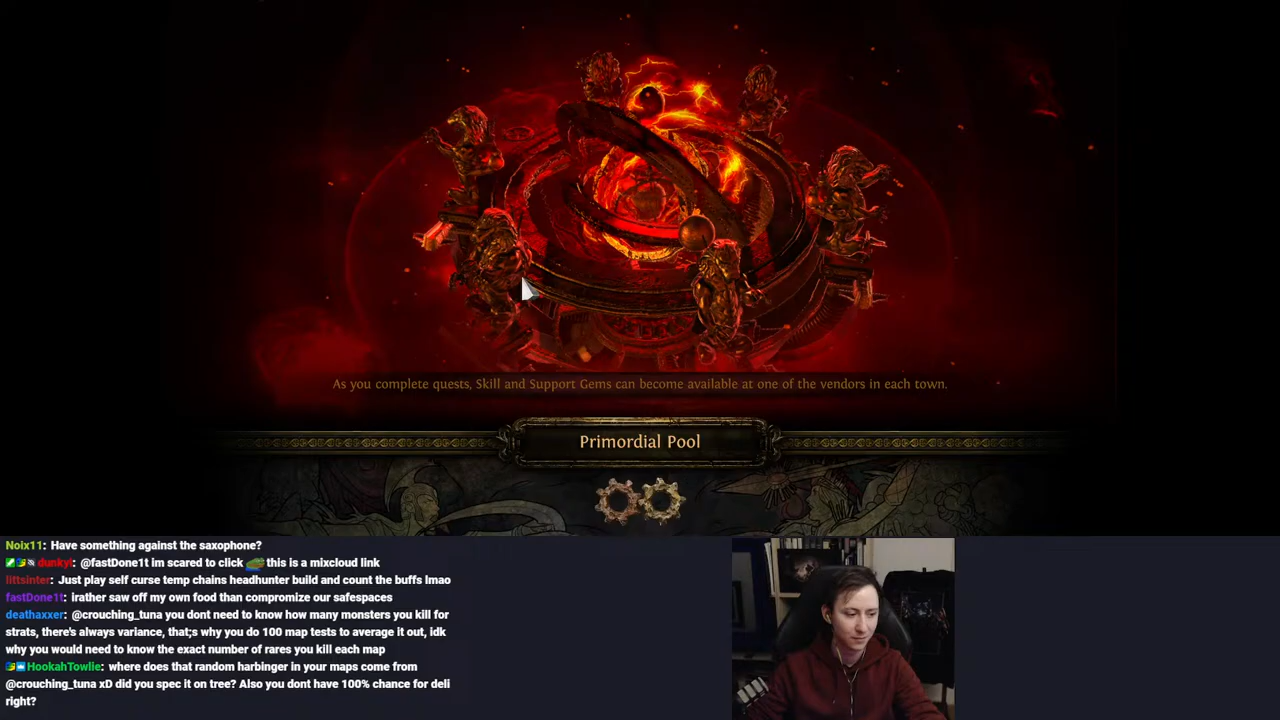 As you complete quests, Skill and Support Gems can become available at one of the vendors in each town.
Primordial Pool
Noix11: Have something against the saxophone?
dunkyl: @fastDone1t im scared to click this is a mixcloud link
littsinter: Just play self curse temp chains headhunter build and count the buffs lmao
fastDone1t: irather saw off my own food than compromize our safespaces
deathaxxer: @crouching_tuna you dont need to know how many monsters you kill for
strats, there's always variance, that;s why you do 100 map tests to average it out, idk
why you would need to know the exact number of rares you kill each map
HookahTowlie: where does that random harbinger in your maps come from
@crouching_tuna xD did you spec it on tree? Also you dont have 100% chance for deli
right?